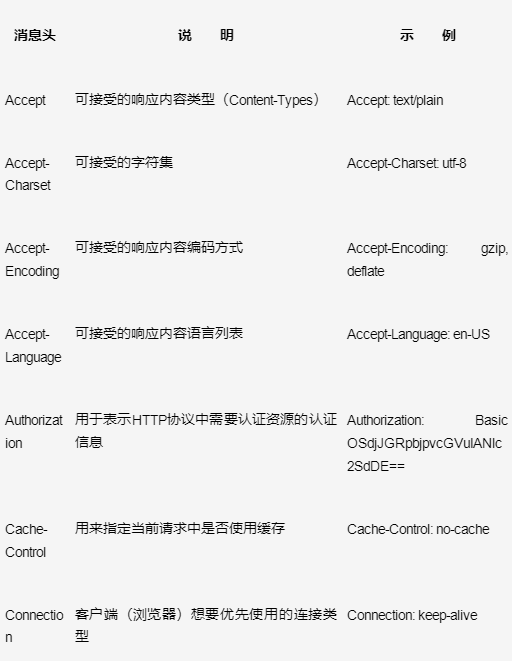 消息头 说 明 示 例
Accept 可接受的响应内容类型（Content-Types） Accept: text/plain
Accept- 可接受的字符集 Accept-Charset: utf-8
Charset
Accept- 可接受的响应内容编码方式 Accept-Encoding: gzip,
Encoding deflate
Accept- 可接受的响应内容语言列表 Accept-Language: en-US
Language
Authorizat 用于表示HTTP协议中需要认证资源的认证 Authorization: Basic
ion 信息 OSdjJGRpbjpvcGVulANIc
2SdDE==
Cache- 用来指定当前请求中是否使用缓存 Cache-Control: no-cache
Control
Connectio 客户端（浏览器）想要优先使用的连接类 Connection: keep-alive
n 型